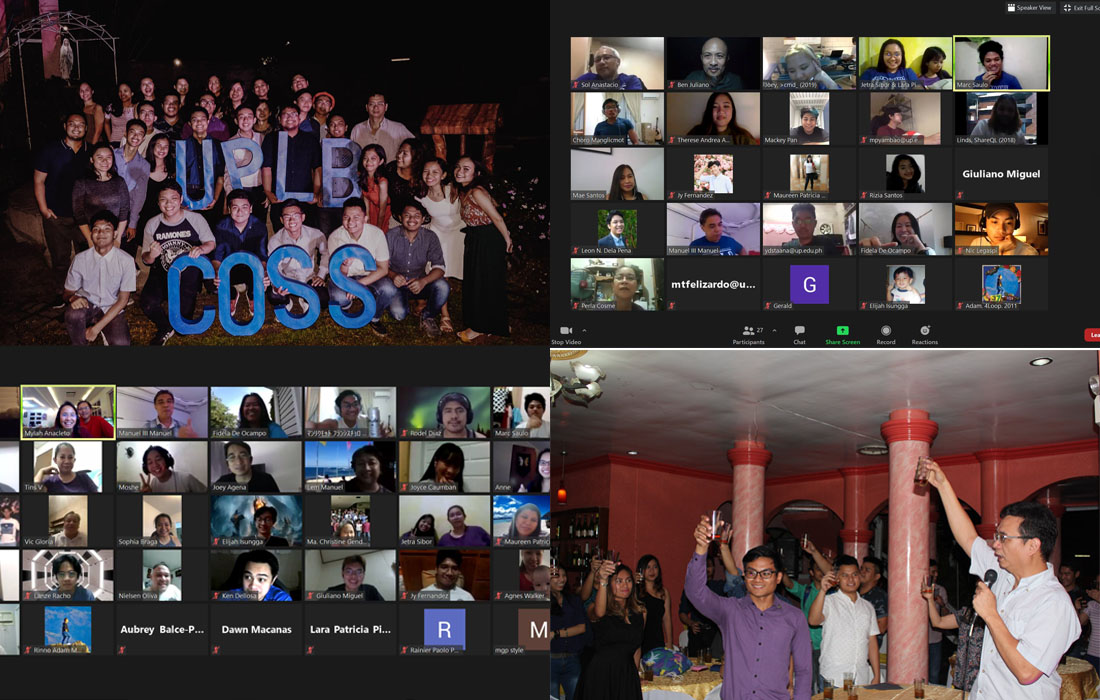 UPLB
COSS
RAMONES
Speaker View
Exit Full Sc
Sol Anastacio
Ben Juliano
Joey, >cmd_ (2019)
Jetra Sibor & Lara Pi...
Marc Saulo
Choro Manglicmot
Therese Andrea A...
Mackey Pan
mpyambao@up.e...
Linds, ShareQL (2018)
Mae Santos
Jy Fernandez
Maureen Patricia ...
Rizia Santos
Giuliano Miguel
Leon N. Dela Pena
Manuel III Manuel
ydstaana@up.edu.ph
Fidela De Ocampo
Nic Legaspi
Perla Cosme
mtfelizardo@u...
G
Gerald
Elijah Isungga
Adam, 4Loop, 2011
Stop Video
27
Participants
Chat
Share Screen
Record
Reactions
Lea
Mylah Anacleto
Manuel III Manuel
Fidela De Ocampo
Rodel Diaz
Marc Saulo
Tins V
Moshe
Joey Agena
Lem Manuel
Joyce Caumban
Anne
Vic Gloria
Sophia Braga
Elijah Isungga
Ma. Christine Gend...
Jetra Sibor
Maureen Patric
Lanze Racho
Nielsen Oliva
Ken Dellosa
Giuliano Miguel
Jy Fernandez
Agnes Walker
Rinno Adam M...
Aubrey Balce-P...
Dawn Macanas
Lara Patricia Pi...
R
Rainier Paolo P...
M
mgp style